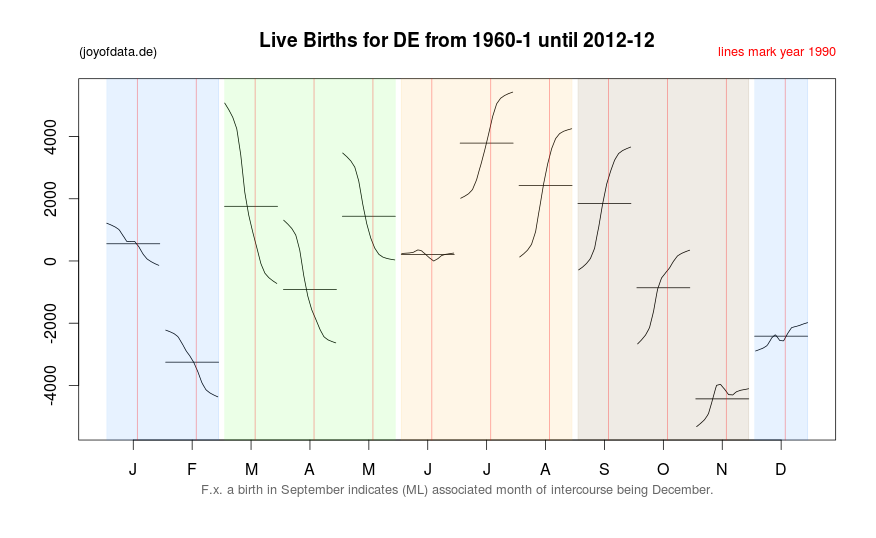 Live Births for DE from 1960-1 until 2012-12
(joyofdata.de)
lines mark year 1990
4000
2000
0
-2000
-4000
J F M A M J J A S O N D
F.x. a birth in September indicates (ML) associated month of intercourse being December.